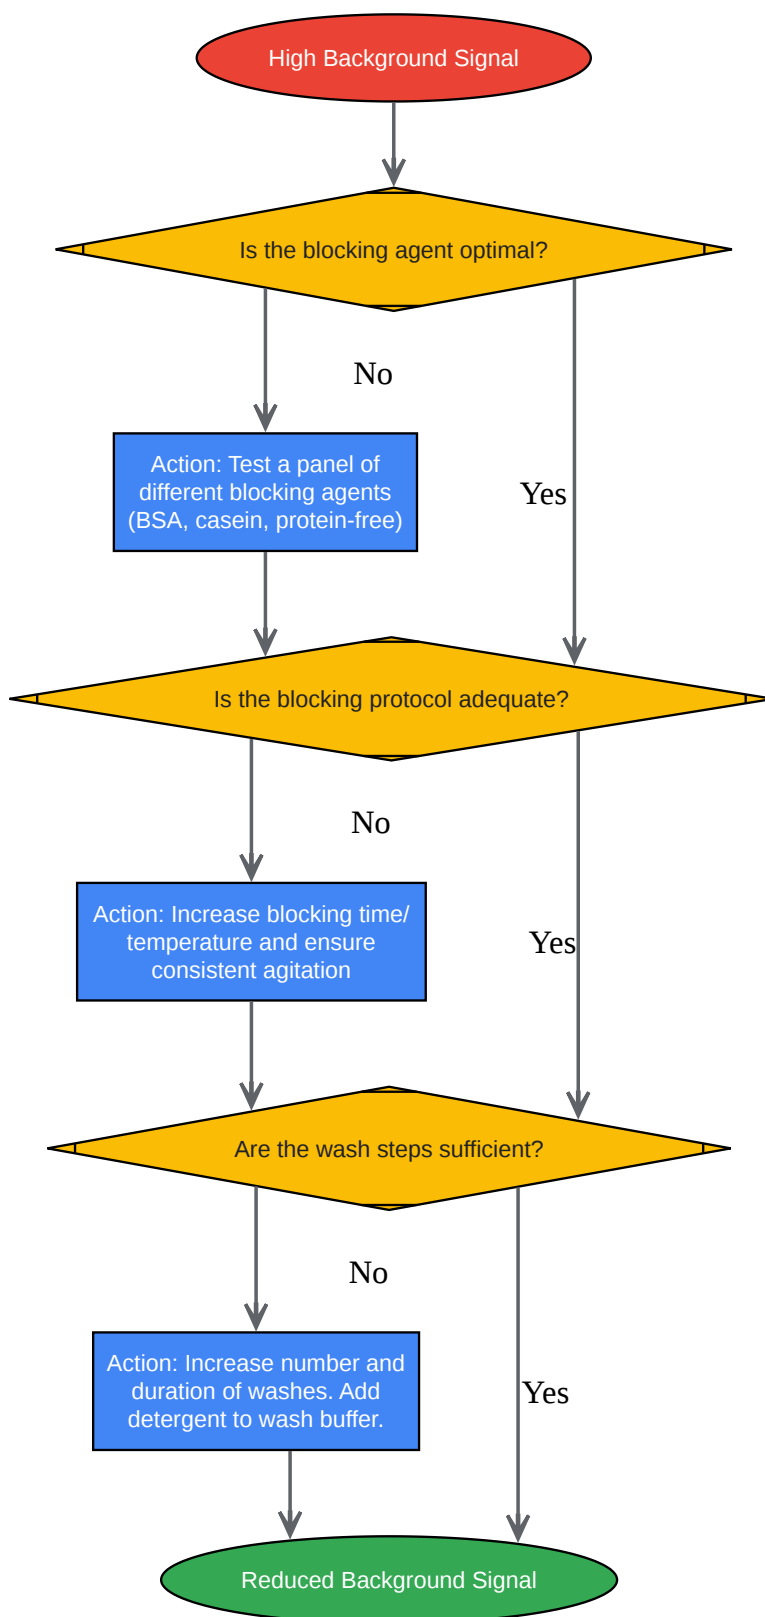 High Background Signal
Is the blocking agent optimal?
No
Action: Test a panel of
different blocking agents
(BSA, casein, protein-free)
Yes
Is the blocking protocol adequate?
No
Action: Increase blocking time/
temperature and ensure
consistent agitation
Yes
Are the wash steps sufficient?
No
Action: Increase number and
duration of washes. Add
detergent to wash buffer.
Yes
Reduced Background Signal